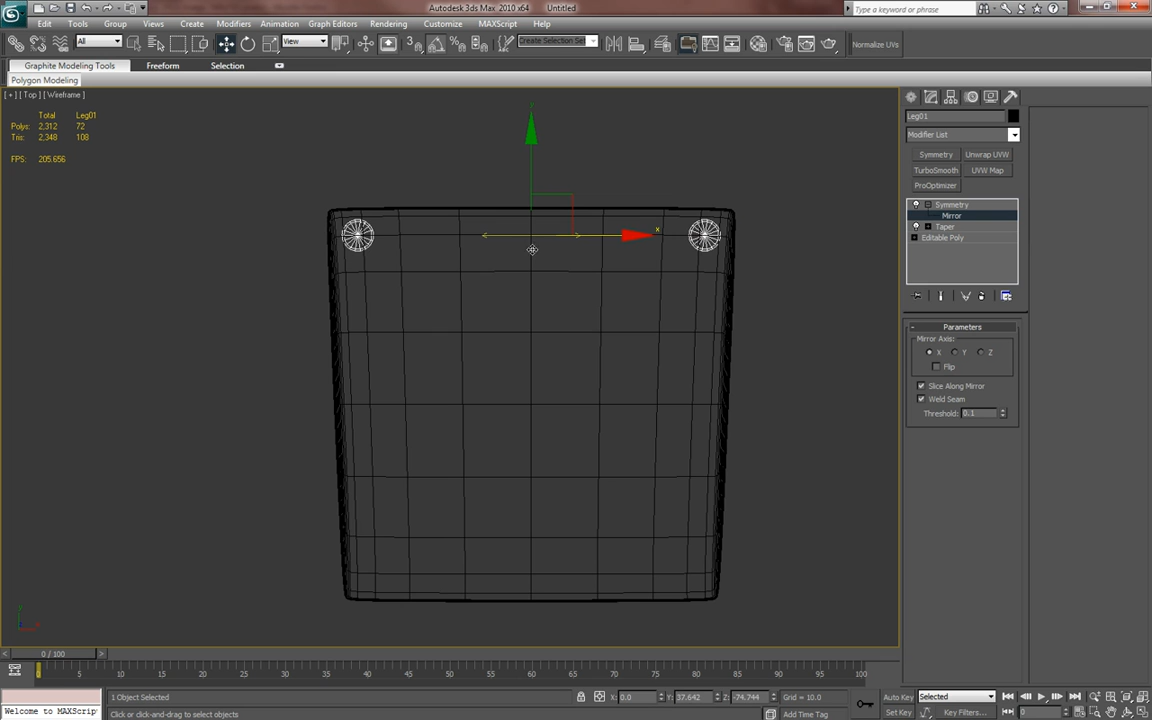 Autodesk 3ds Max 2010 x64 Untitled
Type a keyword or phrase
Edit Tools Group Views Create Modifiers Animation Graph Editors Rendering Customize MAXScript Help
All View Create Selection Set Normalize UVs
Graphite Modeling Tools Freeform Selection
Polygon Modeling
[ + ] [ Top ] [ Wireframe ]
Total Leg01
Polys: 2,312 72
Tris: 2,348 108
FPS: 205.656
x
Leg01
Modifier List
Symmetry Unwrap UVW
TurboSmooth UVW Map
ProOptimizer
Symmetry
Mirror
Taper
Editable Poly
- Parameters
Mirror Axis:
X Y Z
Flip
Slice Along Mirror
Weld Seam
Threshold: 0.1
< 0 / 100 >
0 5 10 15 20 25 30 35 40 45 50 55 60 65 70 75 80 85 90 95 100
1 Object Selected X: 0.0 Y: 37.642 Z: -74.744 Grid = 10.0 Auto Key Selected
Welcome to MAXScrip Click or click-and-drag to select objects Add Time Tag Set Key Key Filters... 0